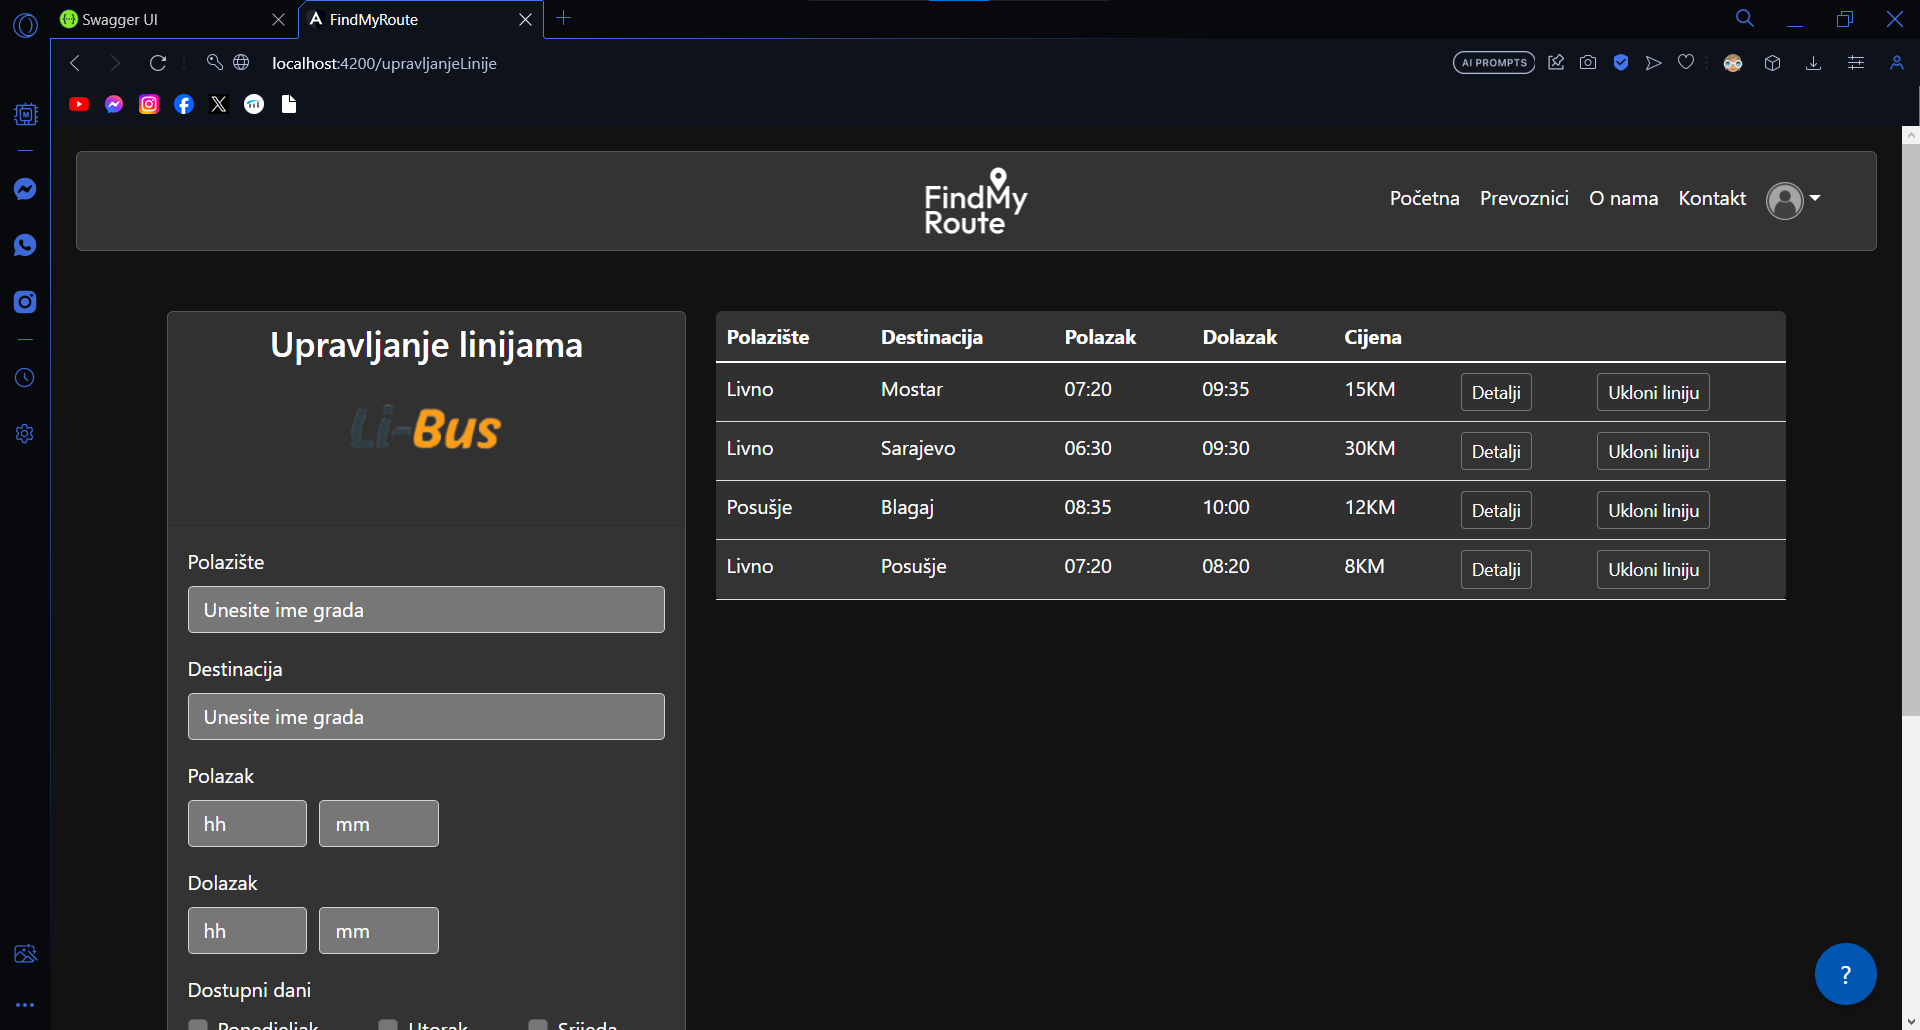 Swagger UI
FindMyRoute
localhost:4200/upravljanjeLinije
AI PROMPTS
FindMy
Route
Početna Prevoznici O nama Kontakt
Upravljanje linijama
Li-Bus
Polazište
Unesite ime grada
Destinacija
Unesite ime grada
Polazak
hh mm
Dolazak
hh mm
Dostupni dani
Ponedjeljak Utorak Srijeda
Polazište Destinacija Polazak Dolazak Cijena
Livno Mostar 07:20 09:35 15KM Detalji Ukloni liniju
Livno Sarajevo 06:30 09:30 30KM Detalji Ukloni liniju
Posušje Blagaj 08:35 10:00 12KM Detalji Ukloni liniju
Livno Posušje 07:20 08:20 8KM Detalji Ukloni liniju
?